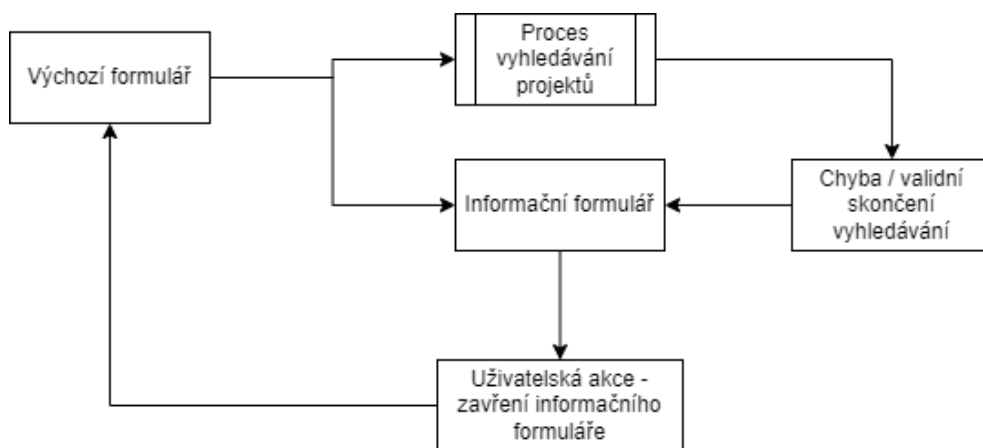 Výchozí formulář
Proces
vyhledávání
projektů
Informační formulář
Chyba / validní
skončení
vyhledávání
Uživatelská akce -
zavření informačního
formuláře